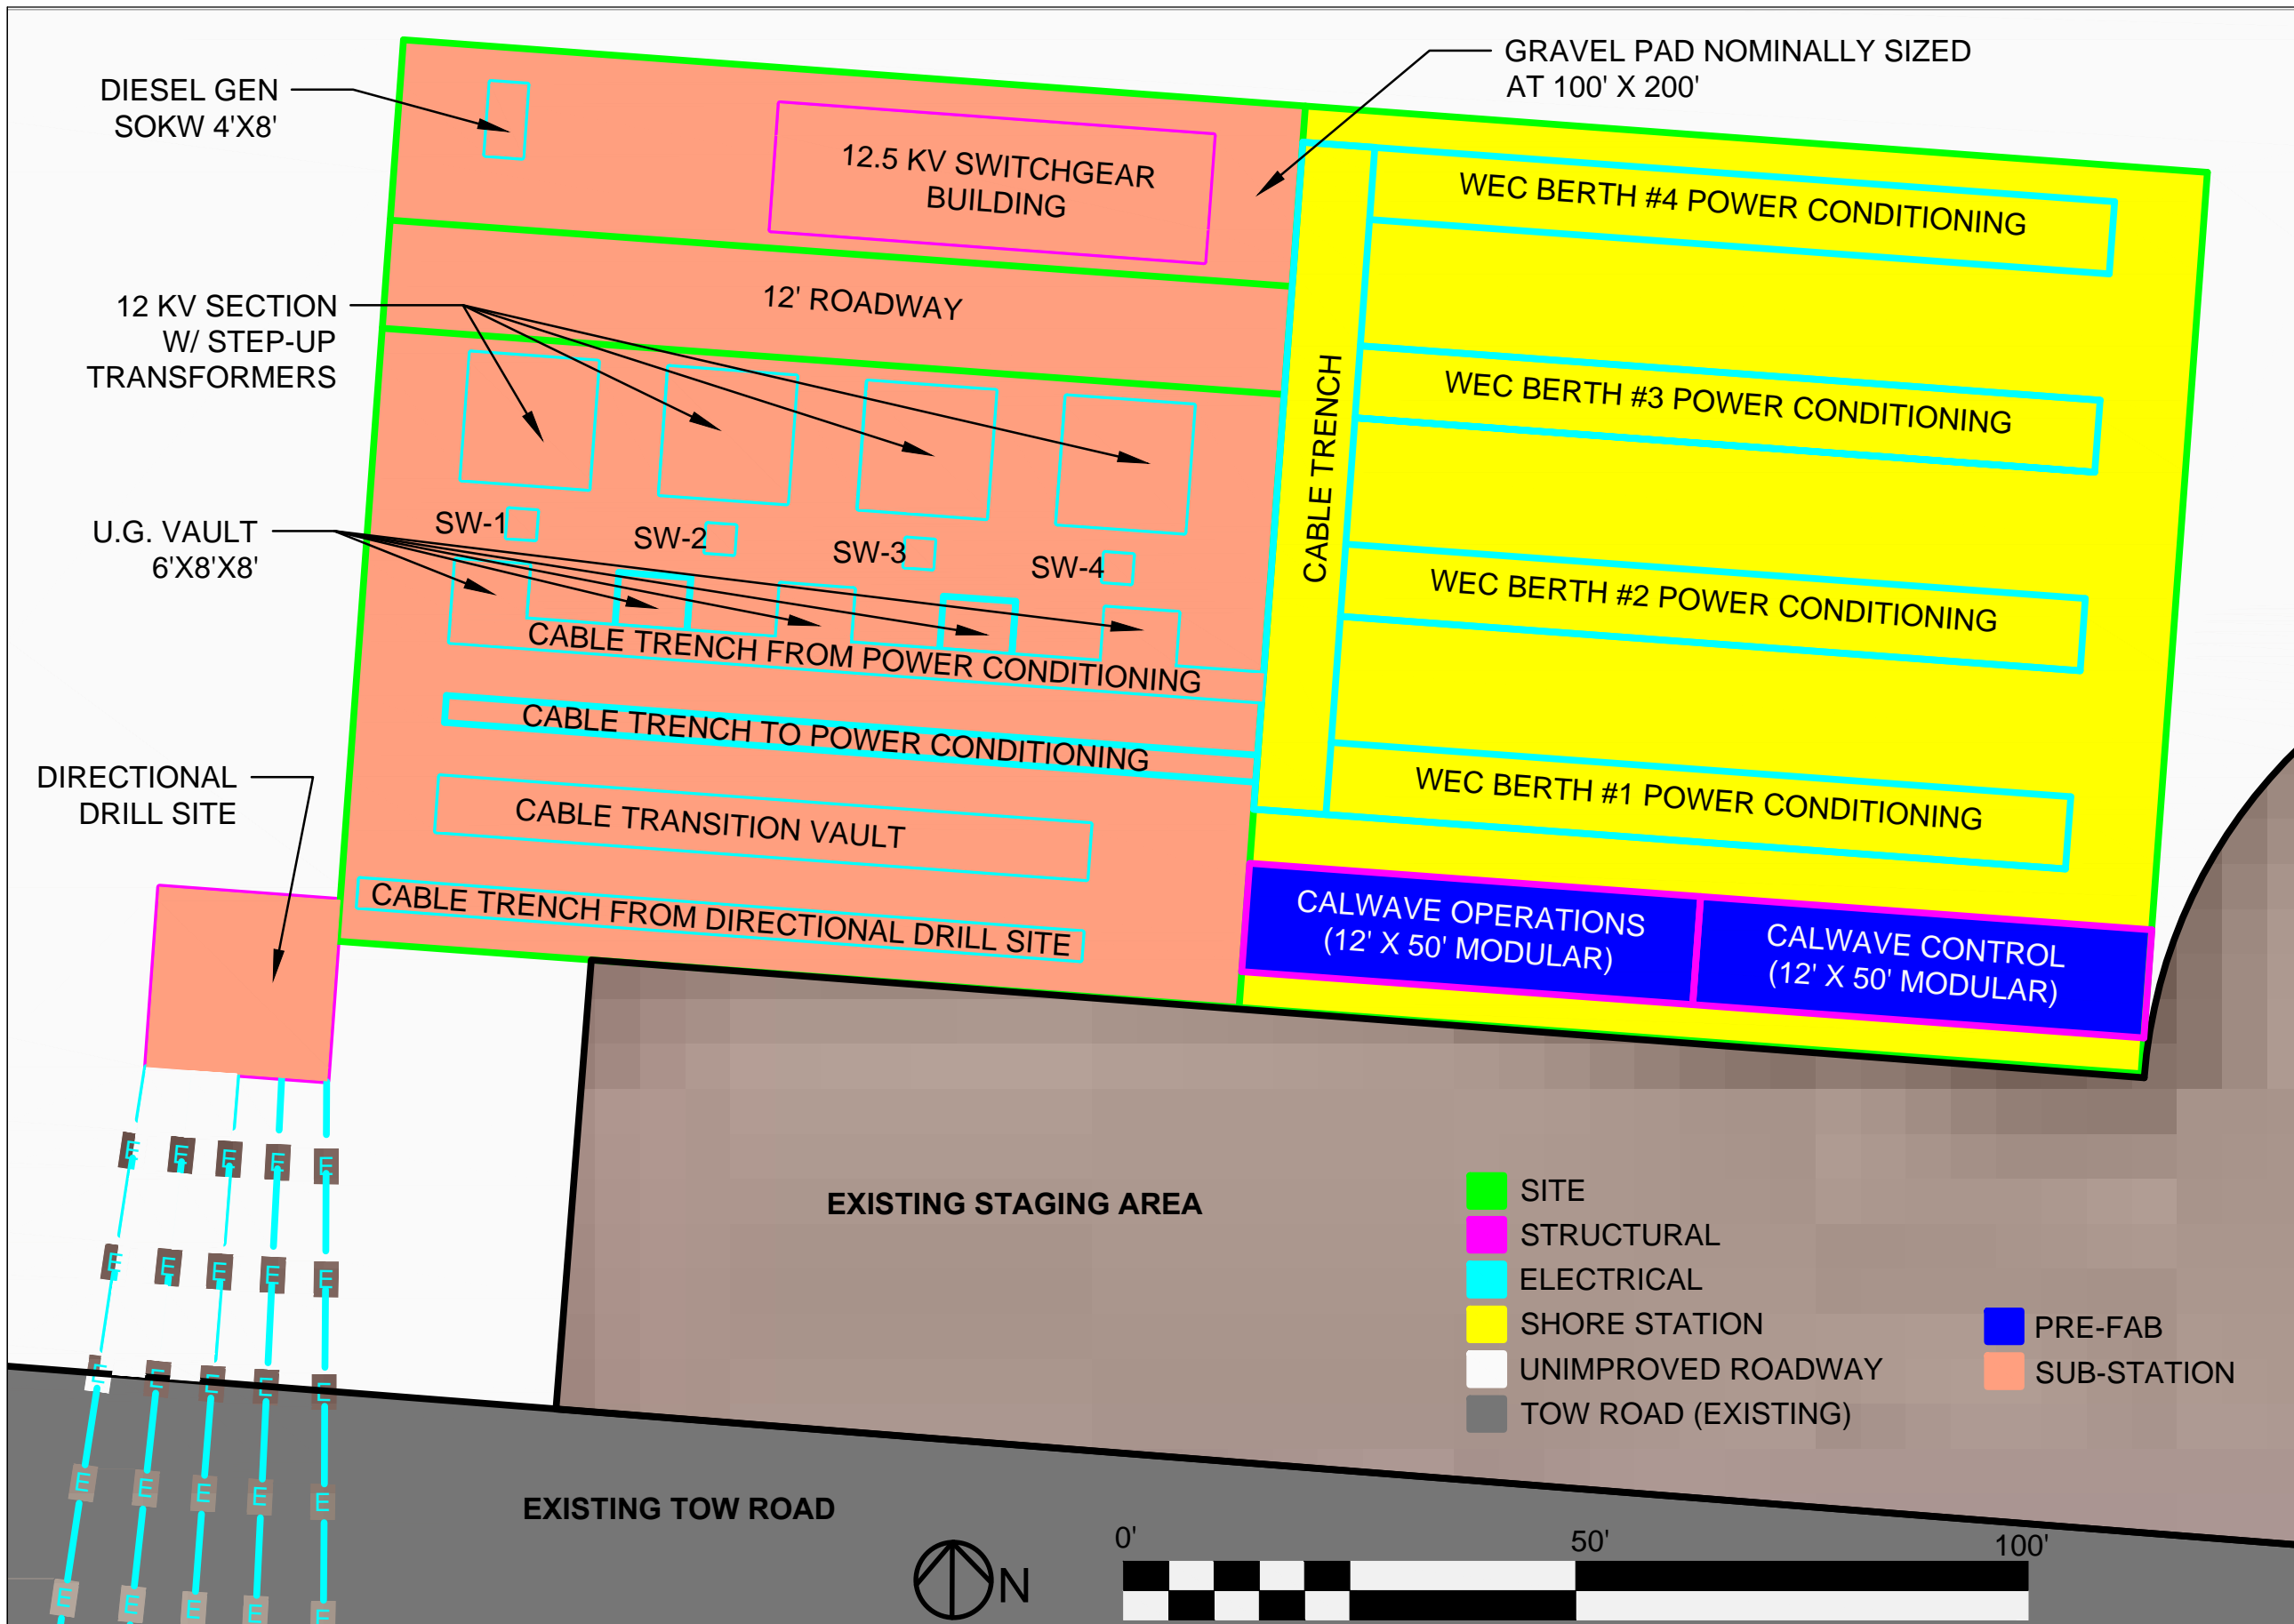 DIESEL GEN
SOKW 4'X8'
GRAVEL PAD NOMINALLY SIZED
AT 100' X 200'
12.5 KV SWITCHGEAR
BUILDING
WEC BERTH #4 POWER CONDITIONING
12' ROADWAY
12 KV SECTION
W/ STEP-UP
TRANSFORMERS
WEC BERTH #3 POWER CONDITIONING
CABLE TRENCH
SW-1
SW-2
SW-3
SW-4
U.G. VAULT
6'X8'X8'
WEC BERTH #2 POWER CONDITIONING
CABLE TRENCH FROM POWER CONDITIONING
CABLE TRENCH TO POWER CONDITIONING
WEC BERTH #1 POWER CONDITIONING
DIRECTIONAL
DRILL SITE
CABLE TRANSITION VAULT
CABLE TRENCH FROM DIRECTIONAL DRILL SITE
CALWAVE OPERATIONS
(12' X 50' MODULAR)
CALWAVE CONTROL
(12' X 50' MODULAR)
E E E E E
E E E E E
E E E E E
E E E E E
E E E E E
EXISTING STAGING AREA
SITE
STRUCTURAL
ELECTRICAL
SHORE STATION
UNIMPROVED ROADWAY
TOW ROAD (EXISTING)
PRE-FAB
SUB-STATION
EXISTING TOW ROAD
N
0' 50' 100'